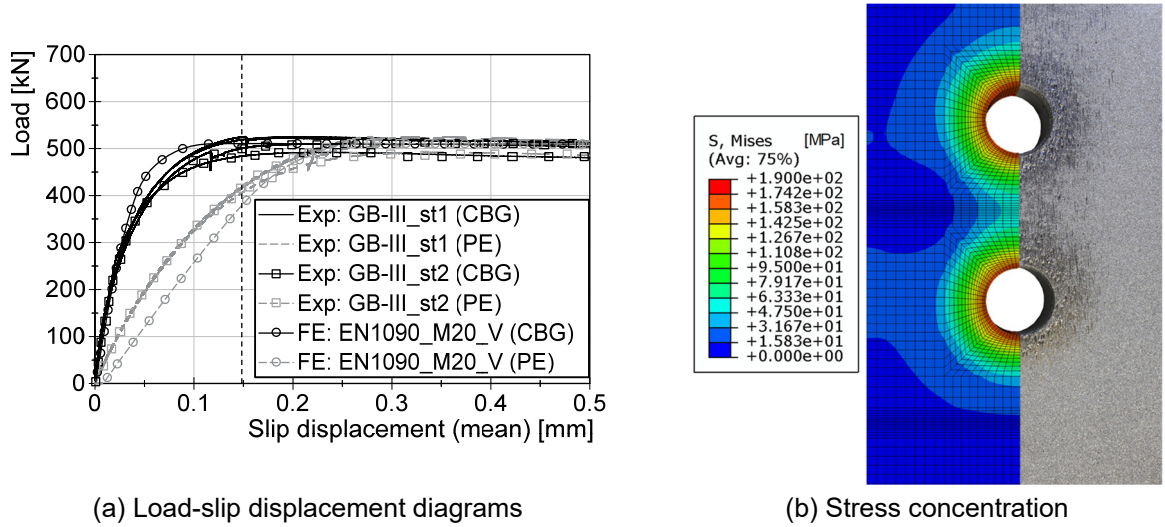 Load [kN]
700
600
500
400
300
200
100
0
0
0.1
0.2
0.3
0.4
0.5
Slip displacement (mean) [mm]
Exp: GB-III_st1 (CBG)
Exp: GB-III_st1 (PE)
Exp: GB-III_st2 (CBG)
Exp: GB-III_st2 (PE)
FE: EN1090_M20_V (CBG)
FE: EN1090_M20_V (PE)
(a) Load-slip displacement diagrams
S, Mises [MPa]
(Avg: 75%)
+1.900e+02
+1.742e+02
+1.583e+02
+1.425e+02
+1.267e+02
+1.108e+02
+9.500e+01
+7.917e+01
+6.333e+01
+4.750e+01
+3.167e+01
+1.583e+01
+0.000e+00
(b) Stress concentration